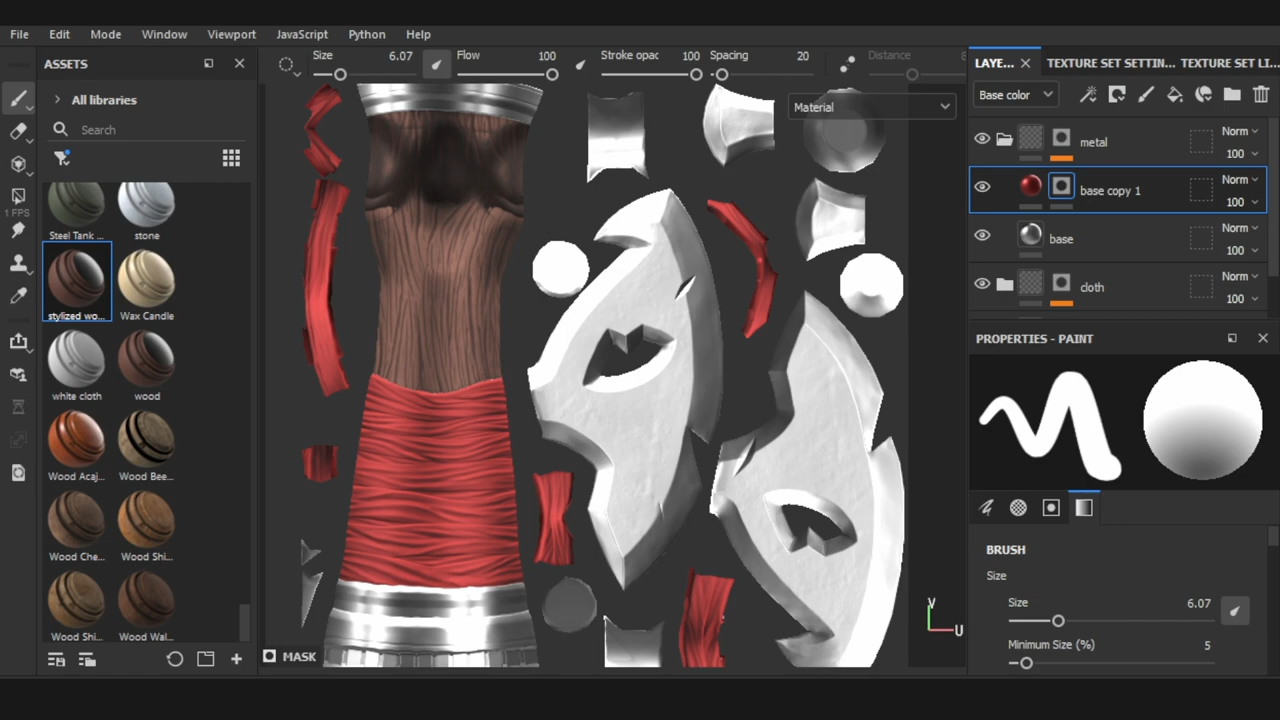 File Edit Mode Window Viewport JavaScript Python Help
ASSETS
Size 6.07 Flow 100 Stroke opac 100 Spacing 20 Distance
LAYE... TEXTURE SET SETTIN... TEXTURE SET LI...
All libraries
Search
Base color
Material
metal Norm
100
base copy 1 Norm
100
base Norm
100
cloth Norm
100
1 FPS
Steel Tank ... stone
stylized wo... Wax Candle
white cloth wood
Wood Acaj... Wood Bee...
Wood Che... Wood Shi...
Wood Shi... Wood Wal...
MASK
V
U
PROPERTIES - PAINT
BRUSH
Size
Size 6.07
Minimum Size (%) 5